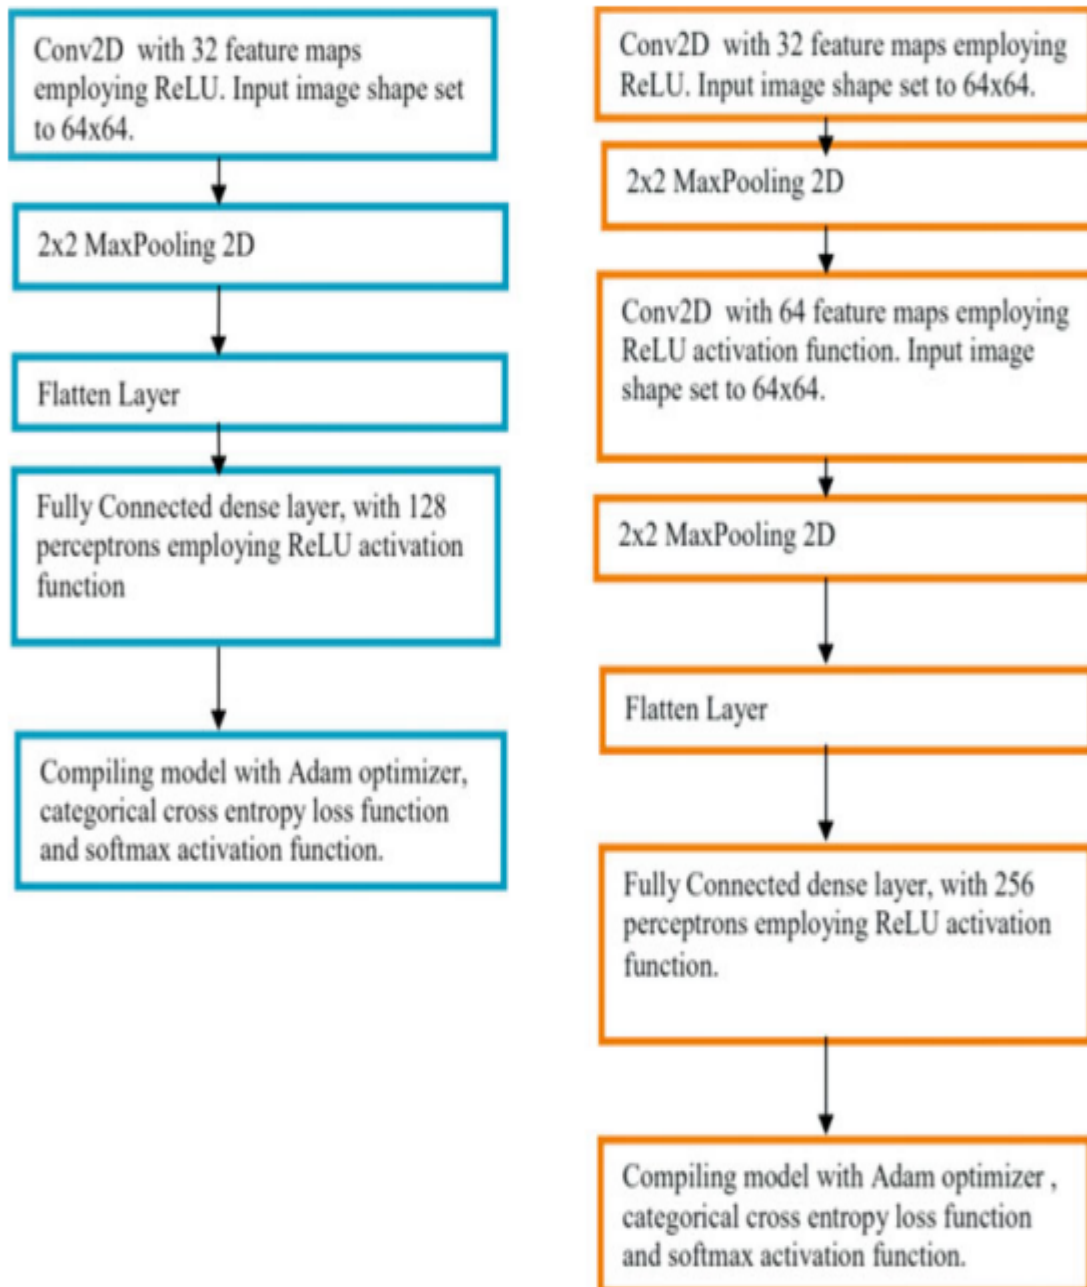 Conv2D with 32 feature maps
employing ReLU. Input image shape set
to 64x64.
2x2 MaxPooling 2D
Flatten Layer
Fully Connected dense layer, with 128
perceptrons employing ReLU activation
function
Compiling model with Adam optimizer,
categorical cross entropy loss function
and softmax activation function.
Conv2D with 32 feature maps employing
ReLU. Input image shape set to 64x64.
2x2 MaxPooling 2D
Conv2D with 64 feature maps employing
ReLU activation function. Input image
shape set to 64x64.
2x2 MaxPooling 2D
Flatten Layer
Fully Connected dense layer, with 256
perceptrons employing ReLU activation
function.
Compiling model with Adam optimizer ,
categorical cross entropy loss function
and softmax activation function.